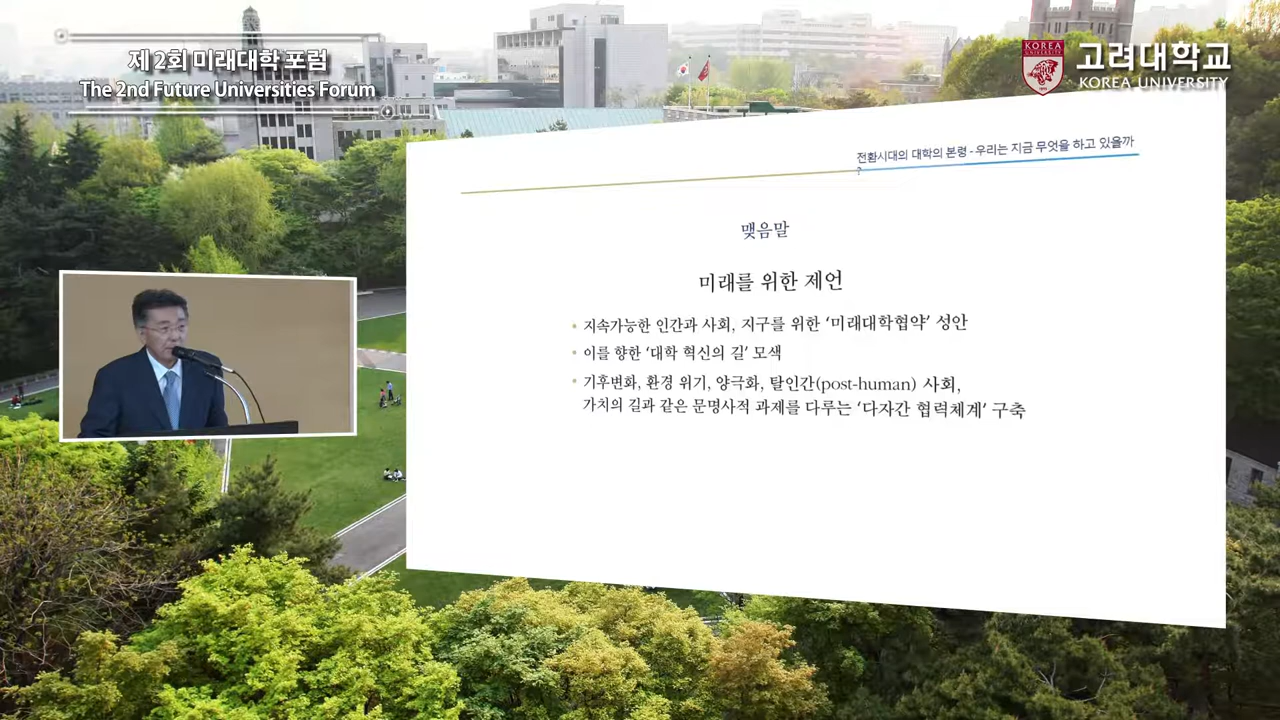 제 2회 미래대학 포럼
The 2nd Future Universities Forum
KOREA
UNIVERSITY
1905
고려대학교
KOREA UNIVERSITY
전환시대의 대학의 본령 - 우리는 지금 무엇을 하고 있을까
?
맺음말
미래를 위한 제언
• 지속가능한 인간과 사회, 지구를 위한 ‘미래대학협약’ 성안
• 이를 향한 ‘대학 혁신의 길’ 모색
• 기후변화, 환경 위기, 양극화, 탈인간(post-human) 사회,
가치의 길과 같은 문명사적 과제를 다루는 ‘다자간 협력체계’ 구축